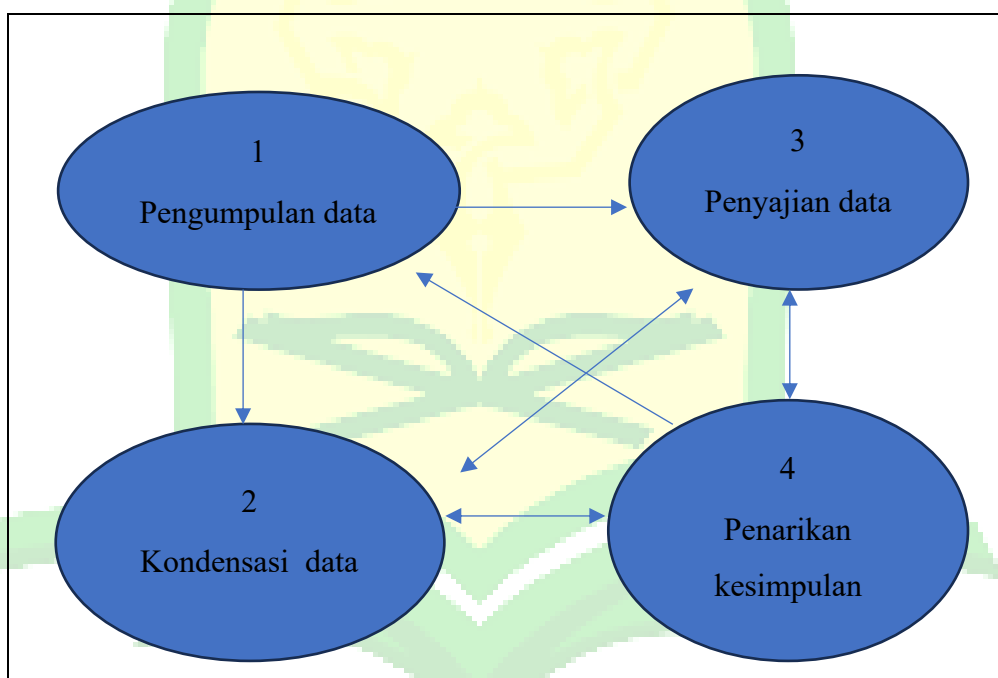 1
Pengumpulan data
3
Penyajian data
2
Kondensasi data
4
Penarikan
kesimpulan